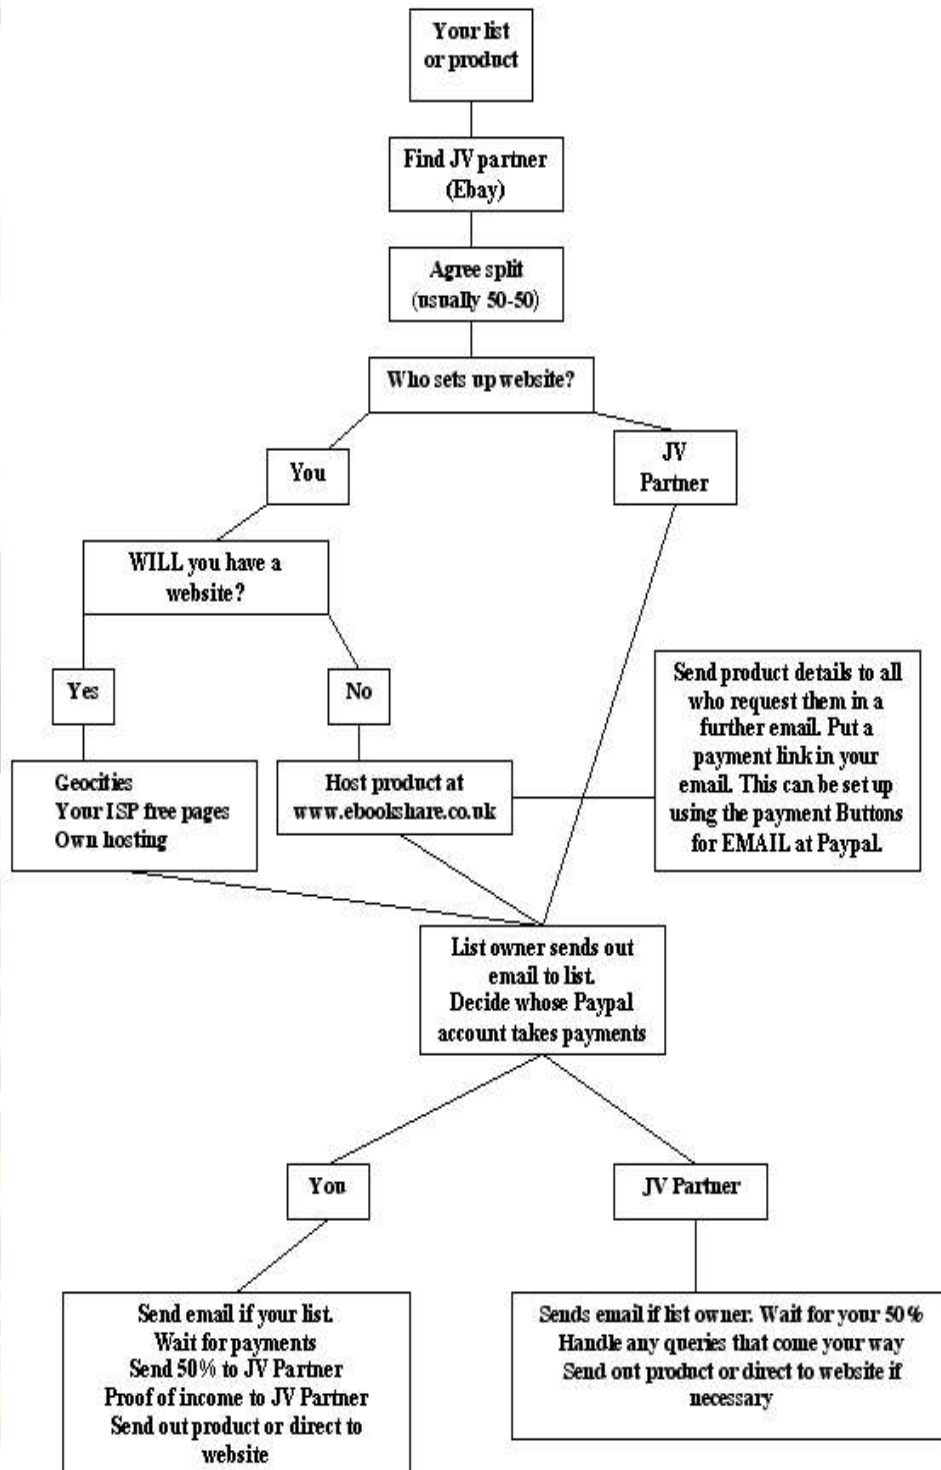 Your list
or product
Find JV partner
(Ebay)
Agree split
(usually 50-50)
Who sets up website?
You
JV
Partner
WILL you have a
website?
Yes
No
Send product details to all
who request them in a
further email. Put a
payment link in your
email. This can be set up
using the payment Buttons
for EMAIL at Paypal.
Geocities
Your ISP free pages
Own hosting
Host product at
www.ebookshare.co.uk
List owner sends out
email to list.
Decide whose Paypal
account takes payments
You
JV Partner
Send email if your list.
Wait for payments
Send 50% to JV Partner
Proof of income to JV Partner
Send out product or direct to
website
Sends email if list owner. Wait for your 50%
Handle any queries that come your way
Send out product or direct to website if
necessary